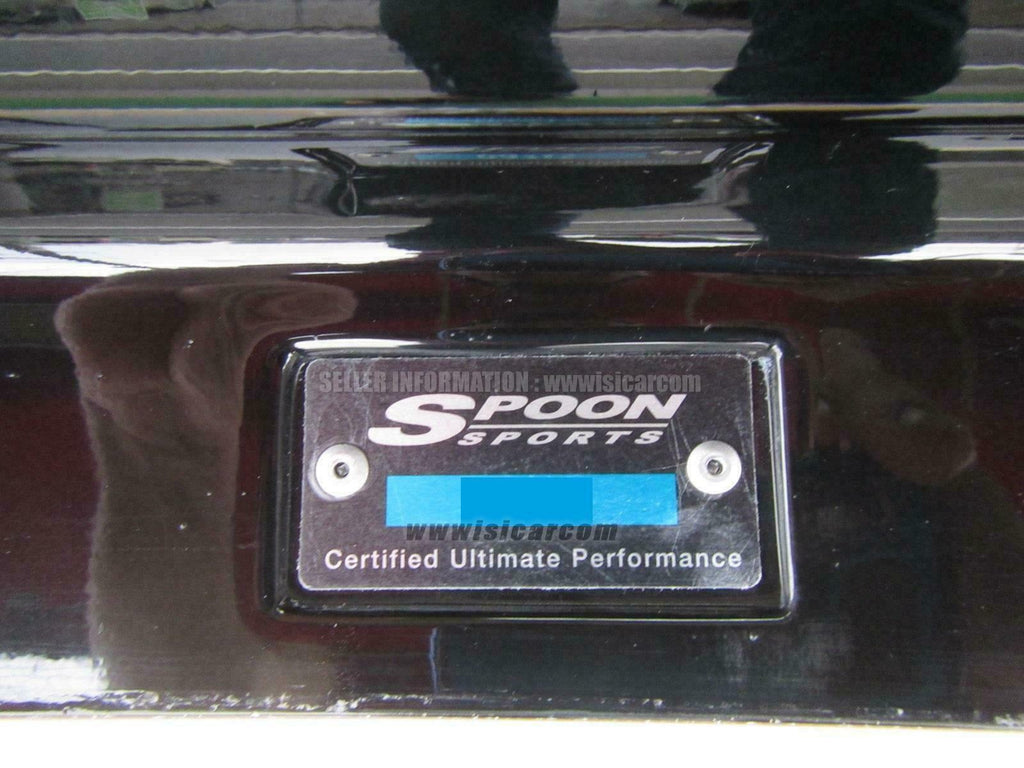 SELLER INFORMATION : wwwisicarcom
SPOON
SPORTS
wwwisicarcom
Certified Ultimate Performance